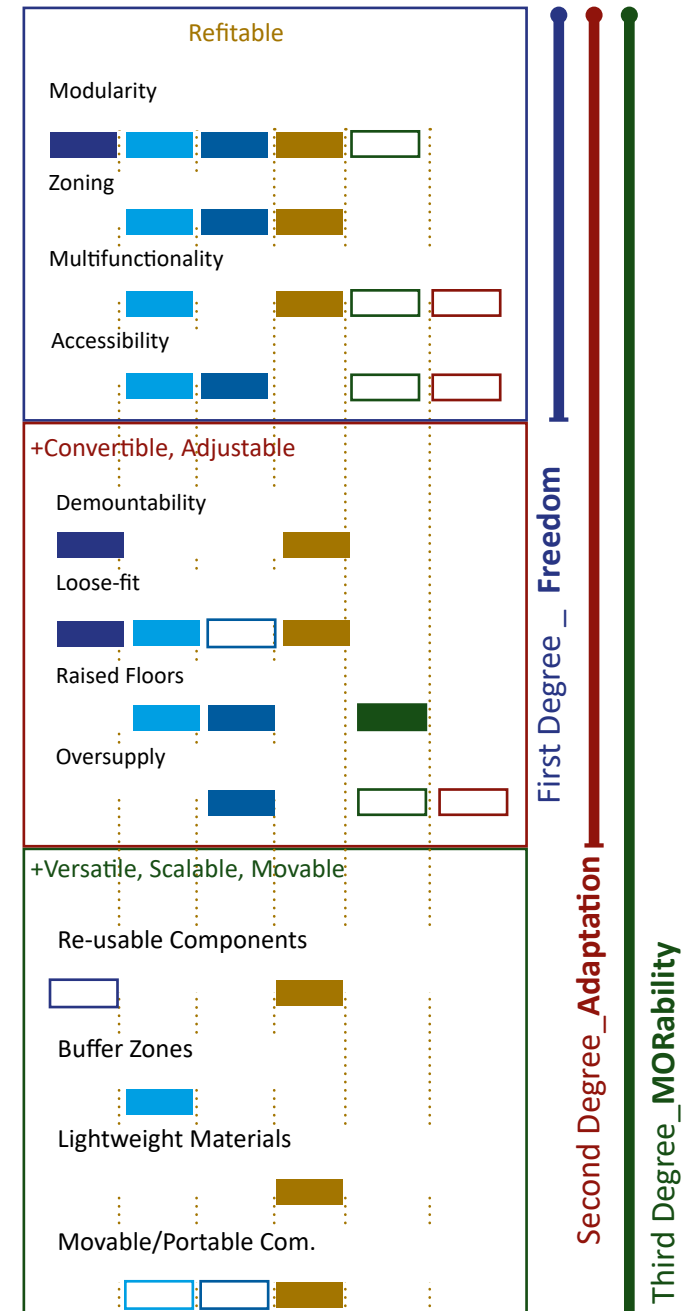 Refitable
Modularity
Zoning
Multifunctionality
Accessibility
+Convertible, Adjustable
Demountability
Loose-fit
Raised Floors
Oversupply
+Versatile, Scalable, Movable
Re-usable Components
Buffer Zones
Lightweight Materials
Movable/Portable Com.
First Degree _ Freedom
Second Degree_Adaptation
Third Degree_MORability